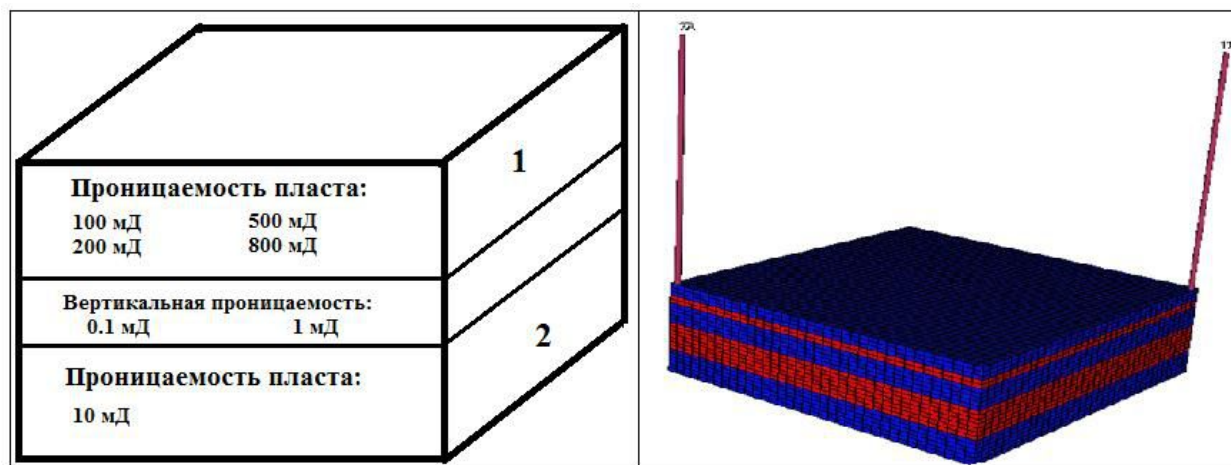 Проницаемость пласта:
100 мД 500 мД
200 мД 800 мД
1
Вертикальная проницаемость:
0.1 мД 1 мД
2
Проницаемость пласта:
10 мД